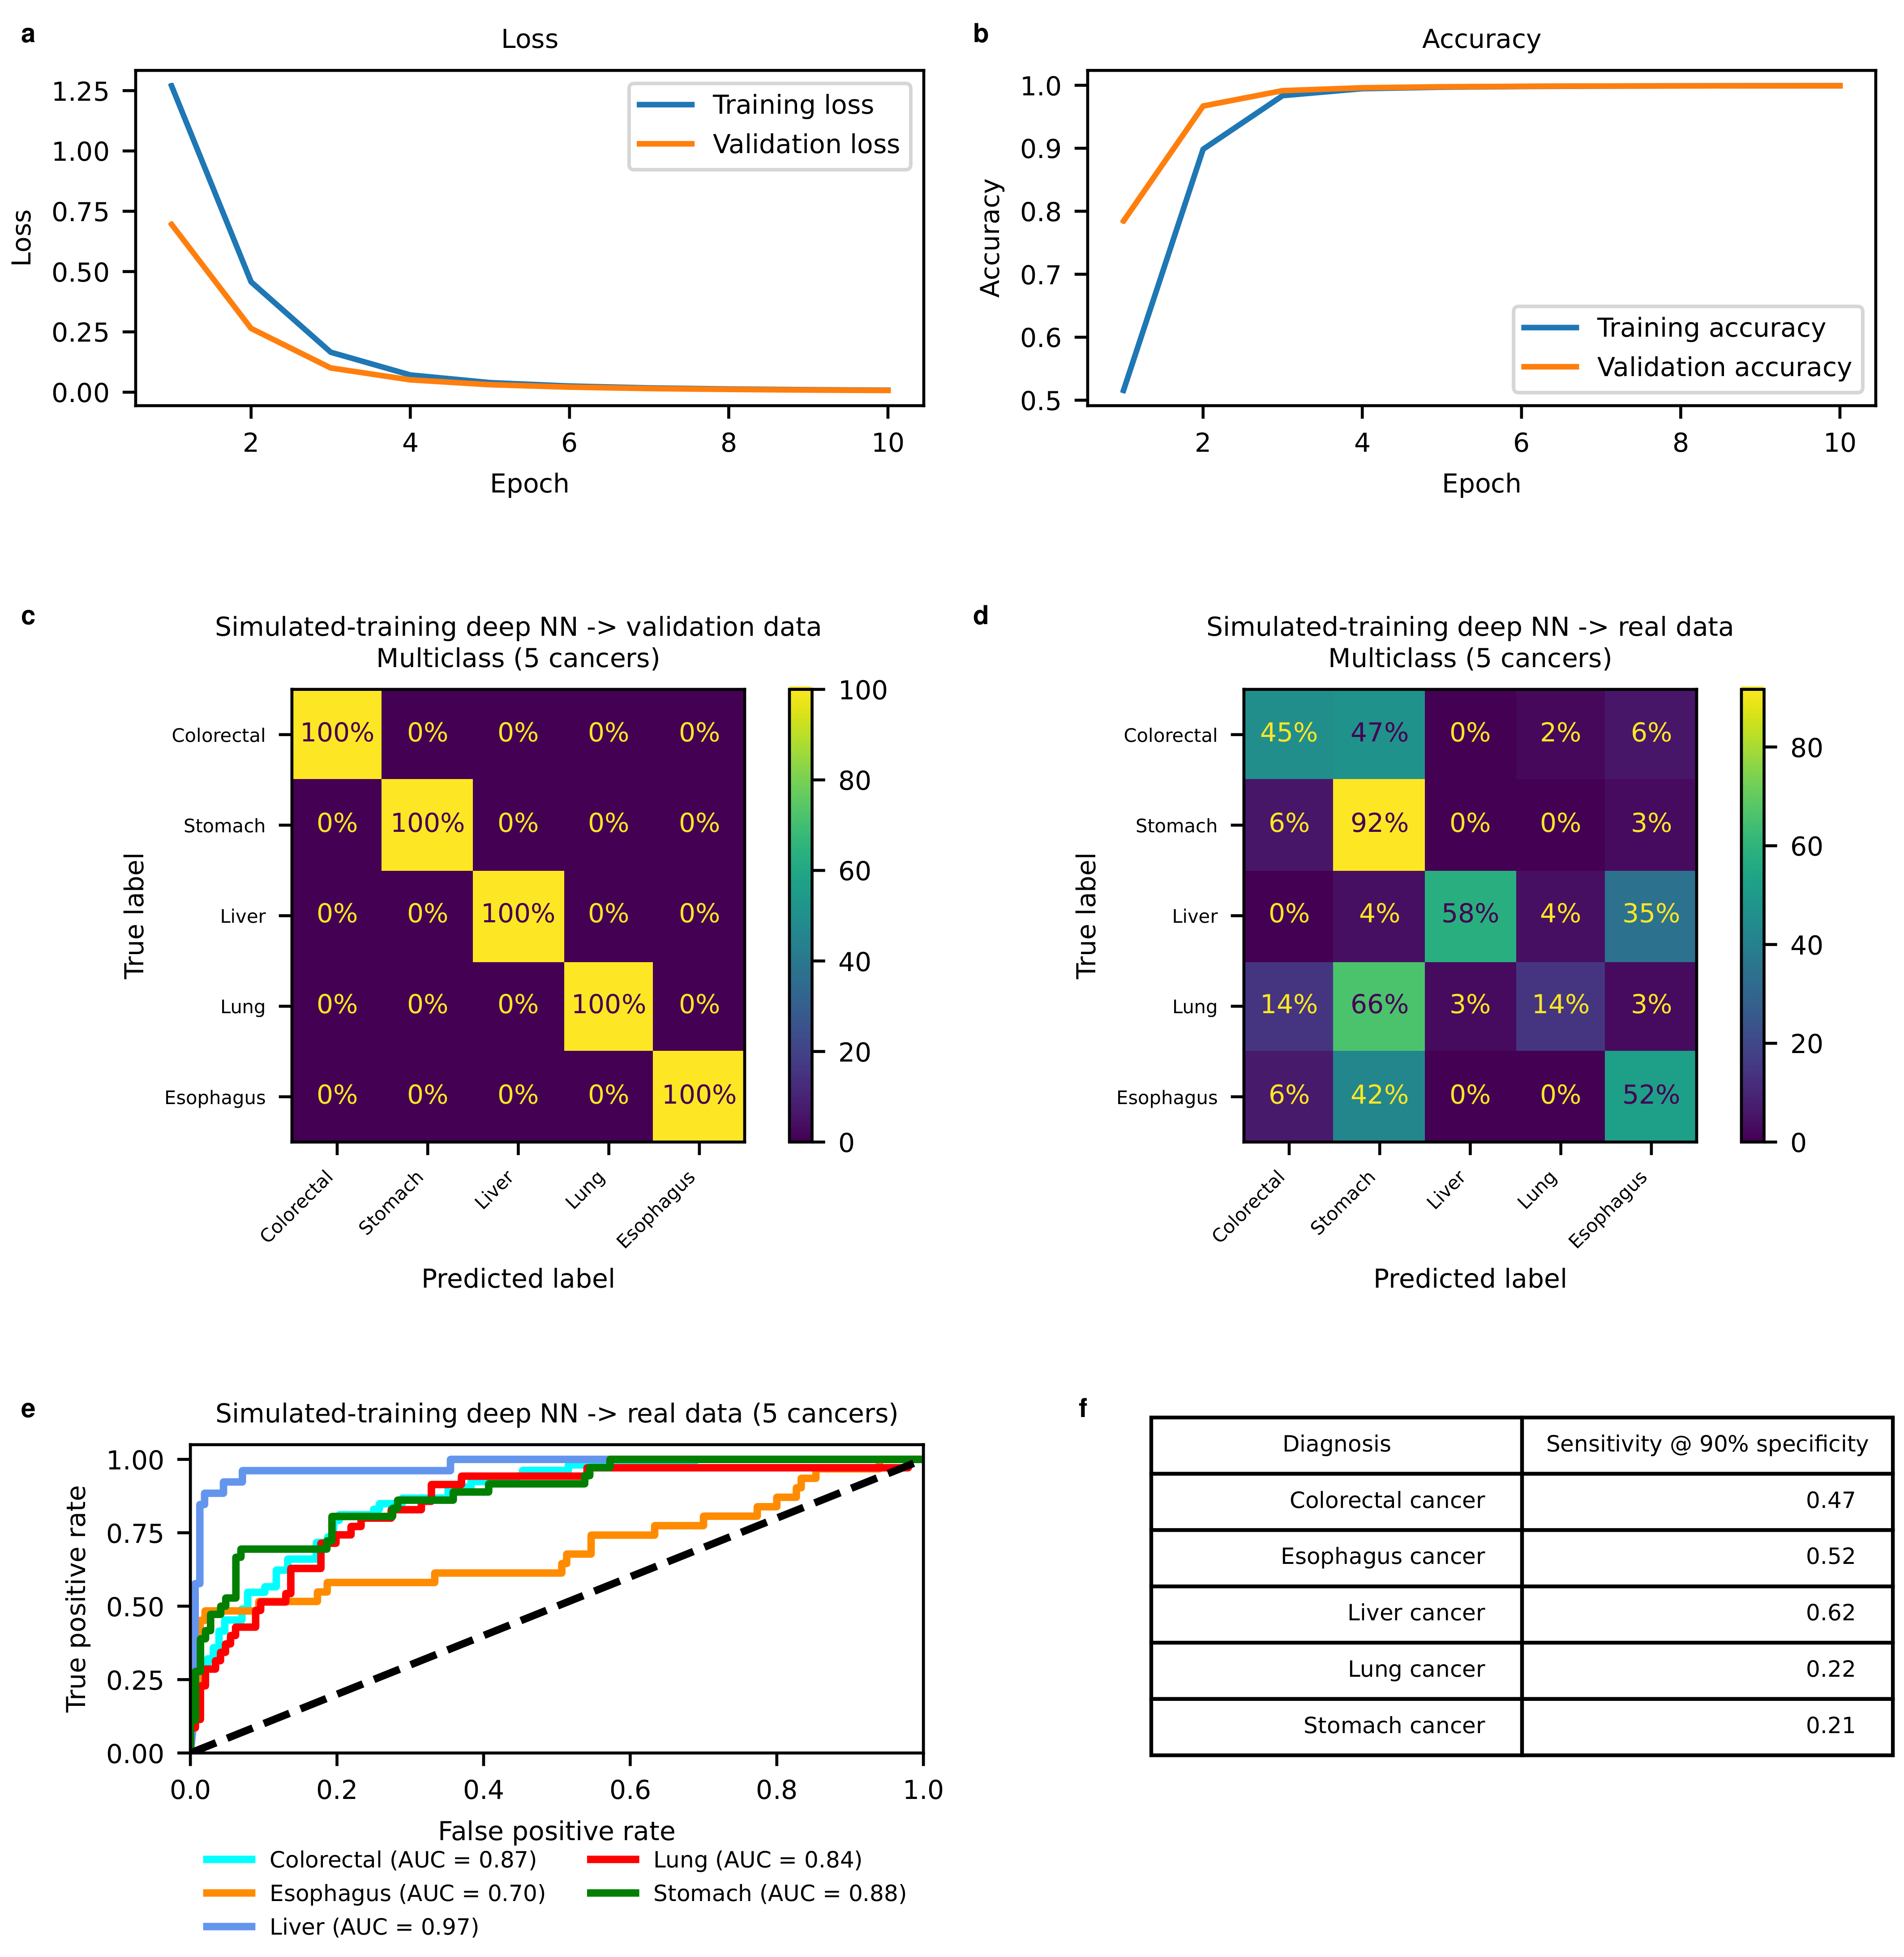 a
Loss
1.25
1.00
0.75
0.50
0.25
0.00
Loss
Training loss
Validation loss
2 4 6 8 10
Epoch
b
Accuracy
1.0
0.9
0.8
0.7
0.6
0.5
Accuracy
Training accuracy
Validation accuracy
2 4 6 8 10
Epoch
c
Simulated-training deep NN -> validation data
Multiclass (5 cancers)
True label
Colorectal 100% 0% 0% 0% 0%
Stomach 0% 100% 0% 0% 0%
Liver 0% 0% 100% 0% 0%
Lung 0% 0% 0% 100% 0%
Esophagus 0% 0% 0% 0% 100%
Colorectal Stomach Liver Lung Esophagus
Predicted label
100
80
60
40
20
0
d
Simulated-training deep NN -> real data
Multiclass (5 cancers)
True label
Colorectal 45% 47% 0% 2% 6%
Stomach 6% 92% 0% 0% 3%
Liver 0% 4% 58% 4% 35%
Lung 14% 66% 3% 14% 3%
Esophagus 6% 42% 0% 0% 52%
Colorectal Stomach Liver Lung Esophagus
Predicted label
80
60
40
20
0
e
Simulated-training deep NN -> real data (5 cancers)
1.00
0.75
0.50
0.25
0.00
True positive rate
0.0 0.2 0.4 0.6 0.8 1.0
False positive rate
Colorectal (AUC = 0.87)
Esophagus (AUC = 0.70)
Liver (AUC = 0.97)
Lung (AUC = 0.84)
Stomach (AUC = 0.88)
f
Diagnosis Sensitivity @ 90% specificity
Colorectal cancer 0.47
Esophagus cancer 0.52
Liver cancer 0.62
Lung cancer 0.22
Stomach cancer 0.21